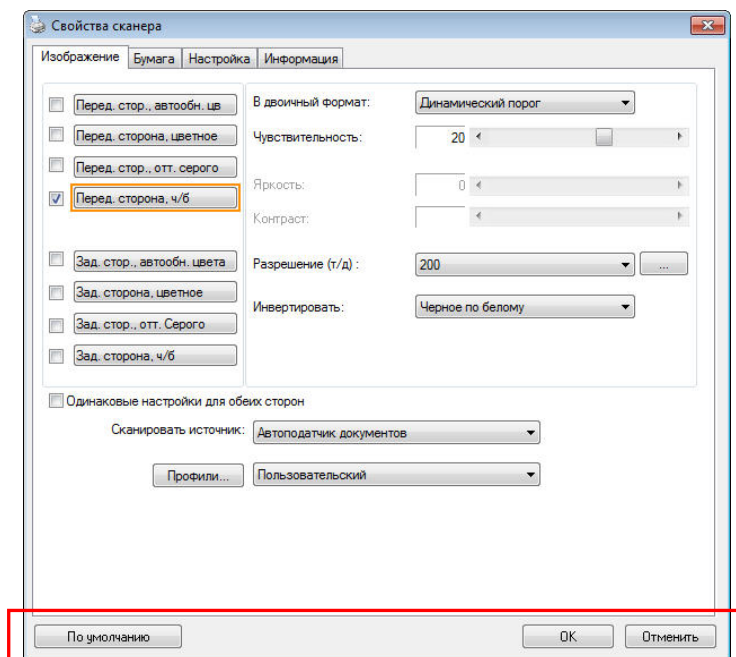 Свойства сканера
Изображение Бумага Настройка Информация
Перед. стор., автообн. цв
Перед. сторона, цветное
Перед. стор., отт. серого
Перед. сторона, ч/б
Зад. стор., автообн. цвета
Зад. сторона, цветное
Зад. стор., отт. Серого
Зад. сторона, ч/б
В двоичный формат: Динамический порог
Чувствительность: 20
Яркость: 0
Контраст:
Разрешение (т/д) : 200 ...
Инвертировать: Черное по белому
Одинаковые настройки для обеих сторон
Сканировать источник: Автоподатчик документов
Профили... Пользовательский
По умолчанию OK Отменить